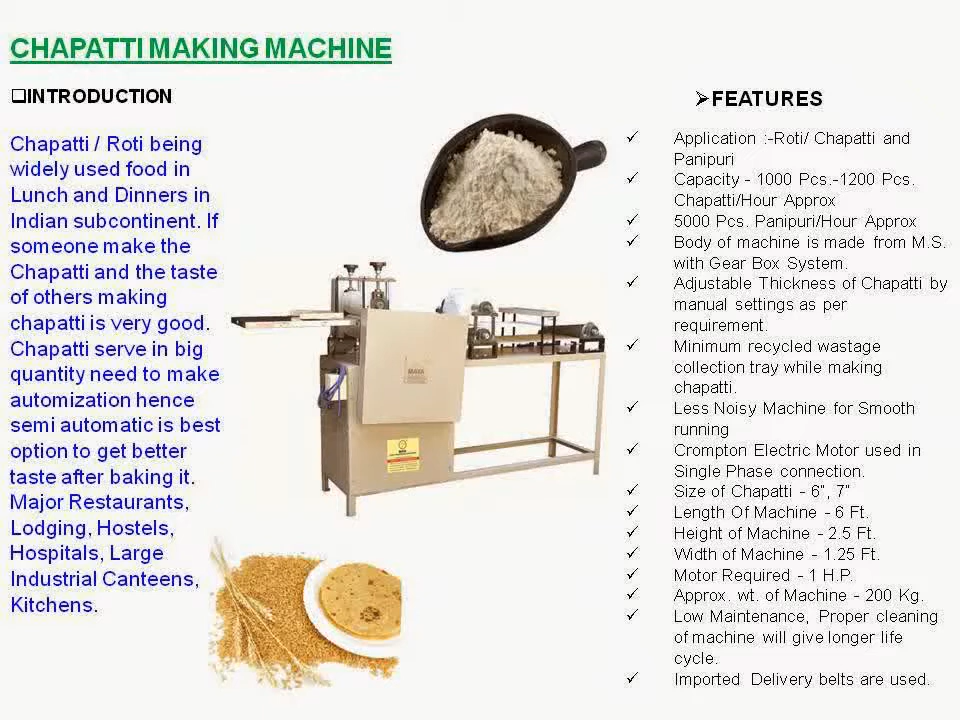 CHAPATTI MAKING MACHINE
❑INTRODUCTION
Chapatti / Roti being
widely used food in
Lunch and Dinners in
Indian subcontinent. If
someone make the
Chapatti and the taste
of others making
chapatti is very good.
Chapatti serve in big
quantity need to make
automization hence
semi automatic is best
option to get better
taste after baking it.
Major Restaurants,
Lodging, Hostels,
Hospitals, Large
Industrial Canteens,
Kitchens.
MAYA
➢FEATURES
✓ Application :-Roti/ Chapatti and
Panipuri
✓ Capacity - 1000 Pcs.-1200 Pcs.
Chapatti/Hour Approx
✓ 5000 Pcs. Panipuri/Hour Approx
✓ Body of machine is made from M.S.
with Gear Box System.
✓ Adjustable Thickness of Chapatti by
manual settings as per
requirement.
✓ Minimum recycled wastage
collection tray while making
chapatti.
✓ Less Noisy Machine for Smooth
running
✓ Crompton Electric Motor used in
Single Phase connection.
✓ Size of Chapatti - 6”, 7”
✓ Length Of Machine - 6 Ft.
✓ Height of Machine - 2.5 Ft.
✓ Width of Machine - 1.25 Ft.
✓ Motor Required - 1 H.P.
✓ Approx. wt. of Machine - 200 Kg.
✓ Low Maintenance, Proper cleaning
of machine will give longer life
cycle.
✓ Imported Delivery belts are used.